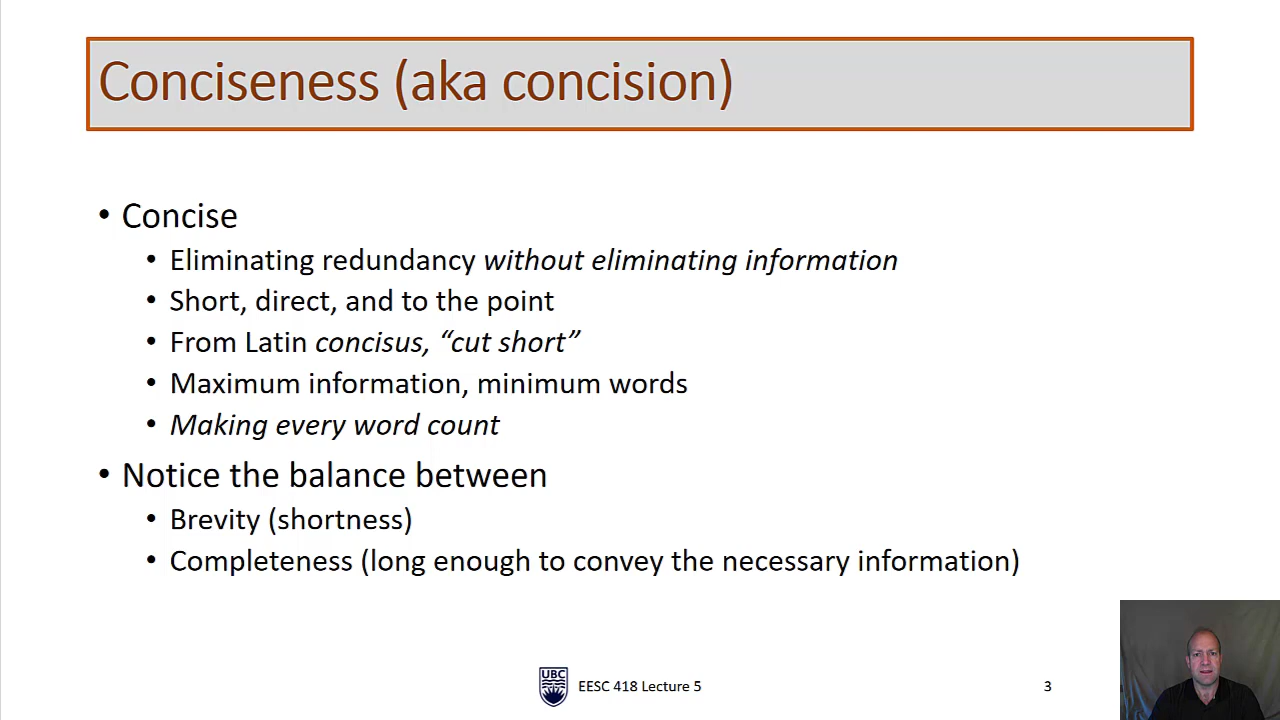 Conciseness (aka concision)
• Concise
• Eliminating redundancy without eliminating information
• Short, direct, and to the point
• From Latin concisus, “cut short”
• Maximum information, minimum words
• Making every word count
• Notice the balance between
• Brevity (shortness)
• Completeness (long enough to convey the necessary information)
UBC
EESC 418 Lecture 5
3